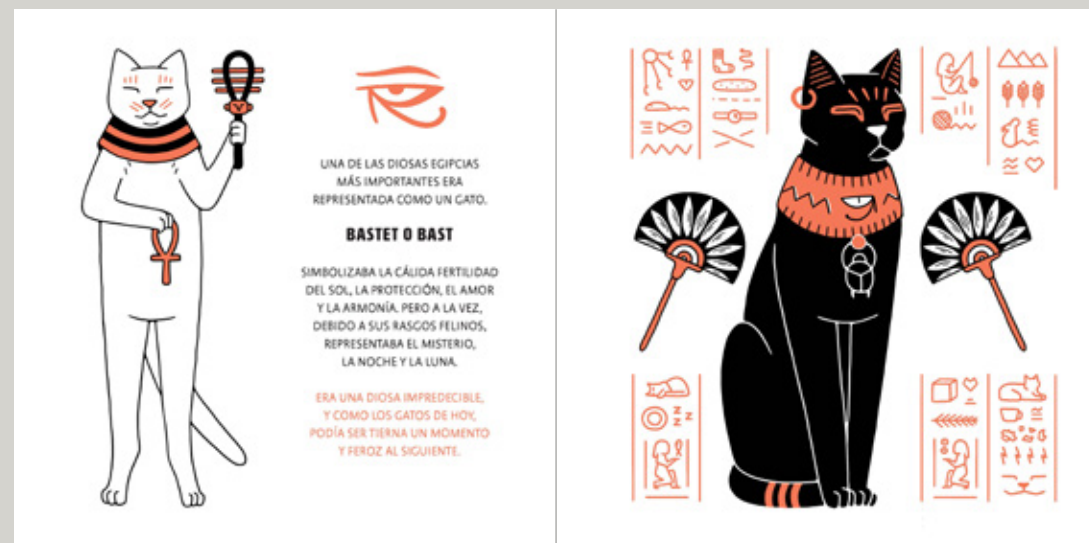 UNA DE LAS DIOSAS EGIPCIAS
MÁS IMPORTANTES ERA
REPRESENTADA COMO UN GATO.
BASTET O BAST
SIMBOLIZABA LA CÁLIDA FERTILIDAD
DEL SOL, LA PROTECCIÓN, EL AMOR
Y LA ARMONÍA. PERO A LA VEZ,
DEBIDO A SUS RASGOS FELINOS,
REPRESENTABA EL MISTERIO,
LA NOCHE Y LA LUNA.
ERA UNA DIOSA IMPREDECIBLE,
Y COMO LOS GATOS DE HOY,
PODÍA SER TIERNA UN MOMENTO
Y FEROZ AL SIGUIENTE.
Z Z
Z